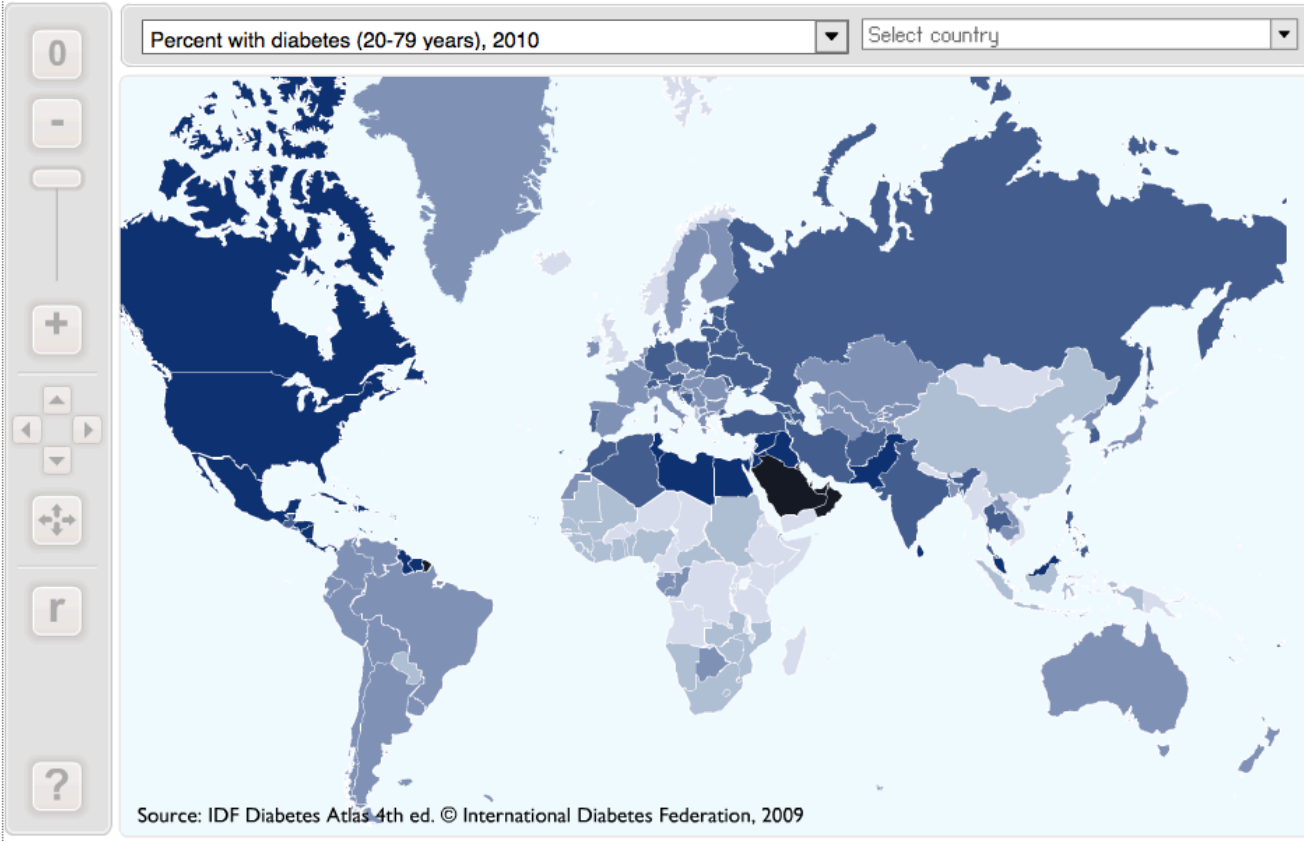 0
Percent with diabetes (20-79 years), 2010
Select country
-
+
r
?
Source: IDF Diabetes Atlas 4th ed. © International Diabetes Federation, 2009